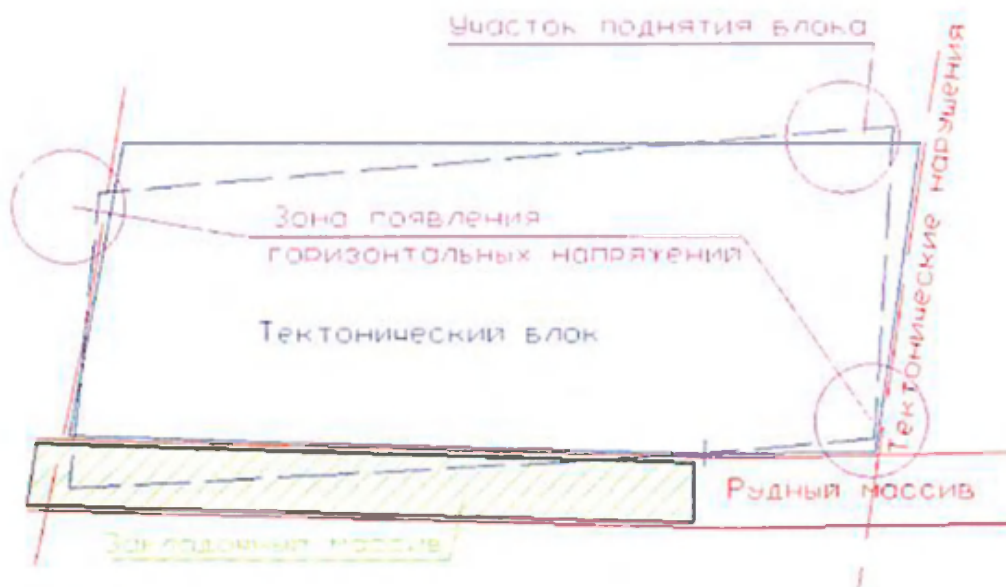 Участок поднятия блока
Тектонические нарушения
Зона появления
горизонтальных напряжений
Тектонический блок
Рудный массив
Закладочный массив